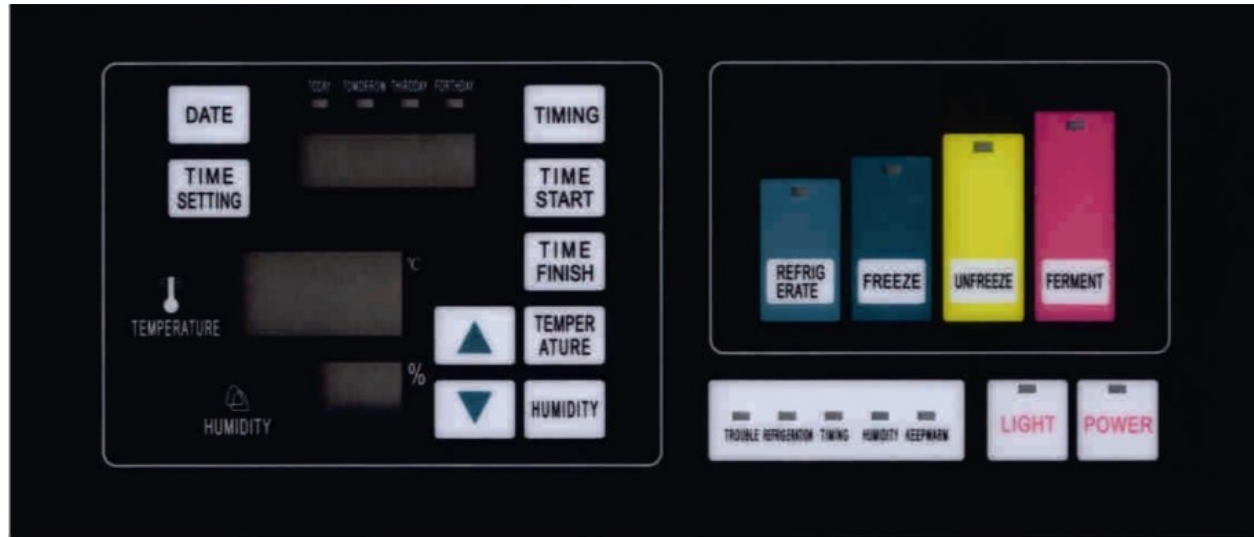 DATE
TODAY TOMORROW THIRDDAY FORTHDAY
TIMING
TIME
SETTING
TIME
START
TIME
FINISH
℃
TEMPERATURE
TEMPER
ATURE
%
HUMIDITY
HUMIDITY
REFRIG
ERATE
FREEZE
UNFREEZE
FERMENT
TROUBLE REFRIGERATION TIMING HUMIDITY KEEPWARM
LIGHT
POWER